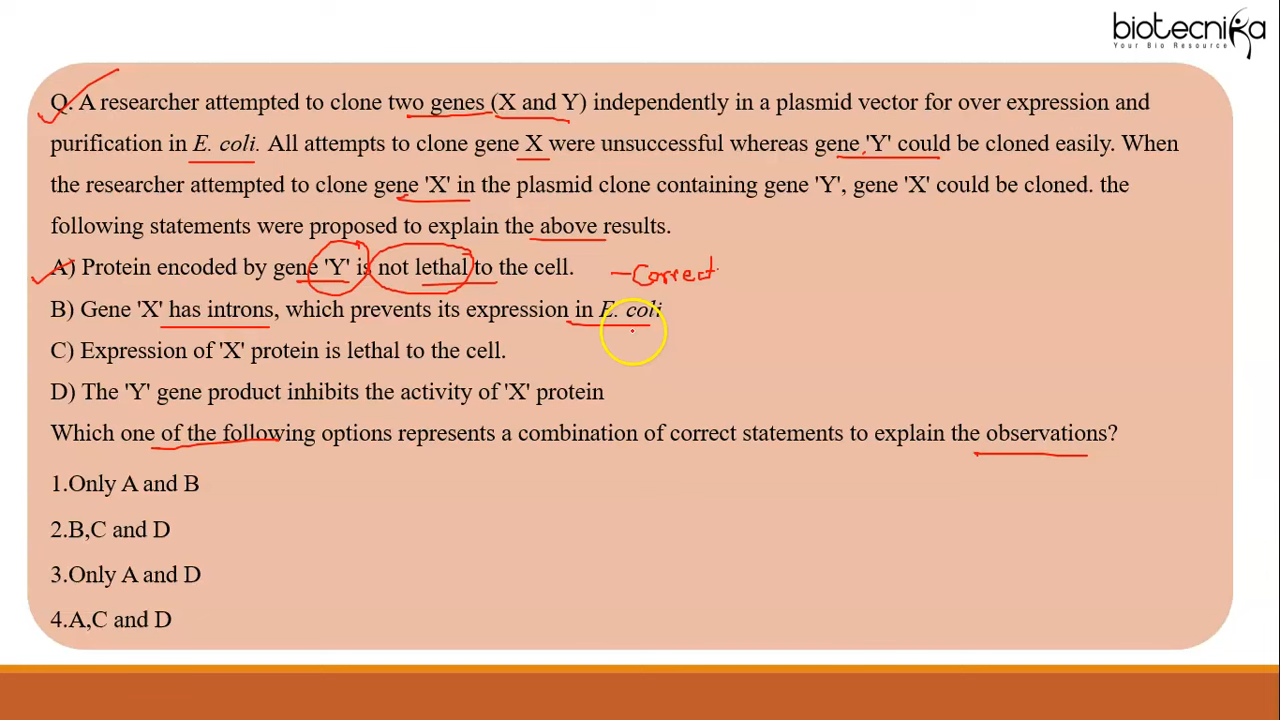 biotecnika
Your Bio Resource
Q. A researcher attempted to clone two genes (X and Y) independently in a plasmid vector for over expression and
purification in E. coli. All attempts to clone gene X were unsuccessful whereas gene 'Y' could be cloned easily. When
the researcher attempted to clone gene 'X' in the plasmid clone containing gene 'Y', gene 'X' could be cloned. the
following statements were proposed to explain the above results.
A) Protein encoded by gene 'Y' is not lethal to the cell. – Correct
B) Gene 'X' has introns, which prevents its expression in E. coli
C) Expression of 'X' protein is lethal to the cell.
D) The 'Y' gene product inhibits the activity of 'X' protein
Which one of the following options represents a combination of correct statements to explain the observations?
1.Only A and B
2.B,C and D
3.Only A and D
4.A,C and D